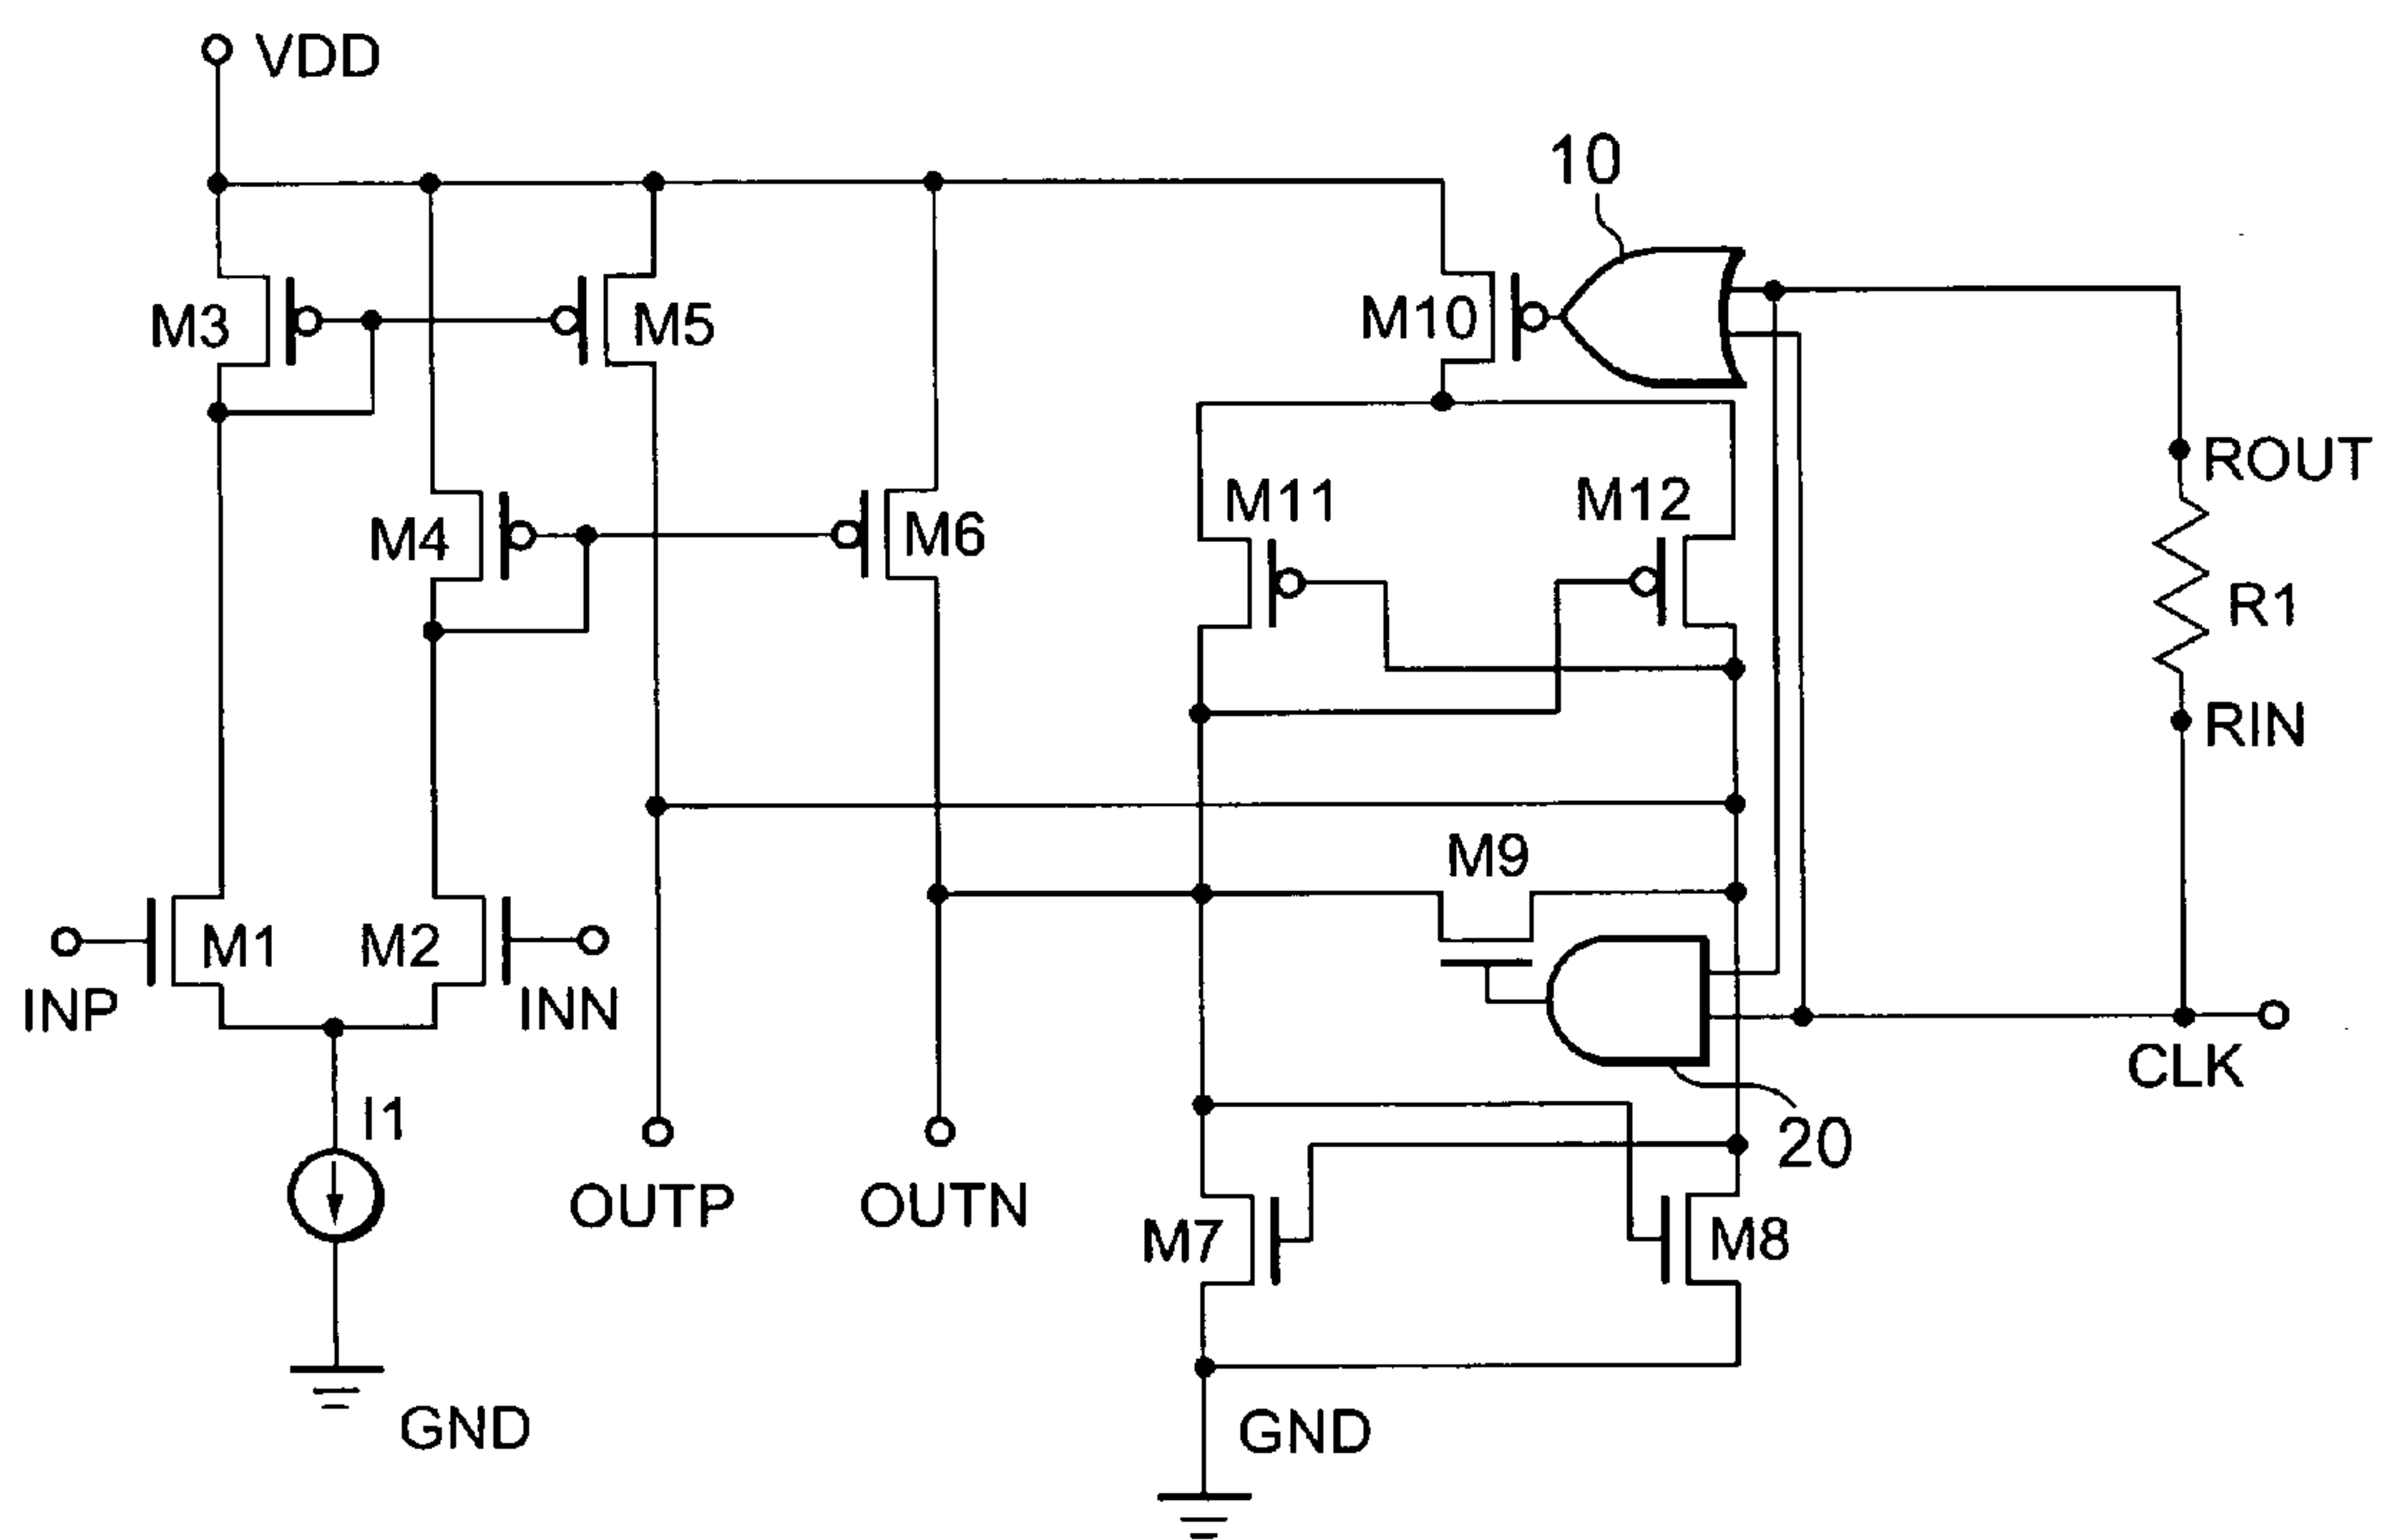 VDD
10
M3
M5
M10
ROUT
M11
M12
M4
M6
R1
RIN
M9
M1
M2
INP
INN
CLK
I1
20
OUTP
OUTN
M7
M8
GND
GND